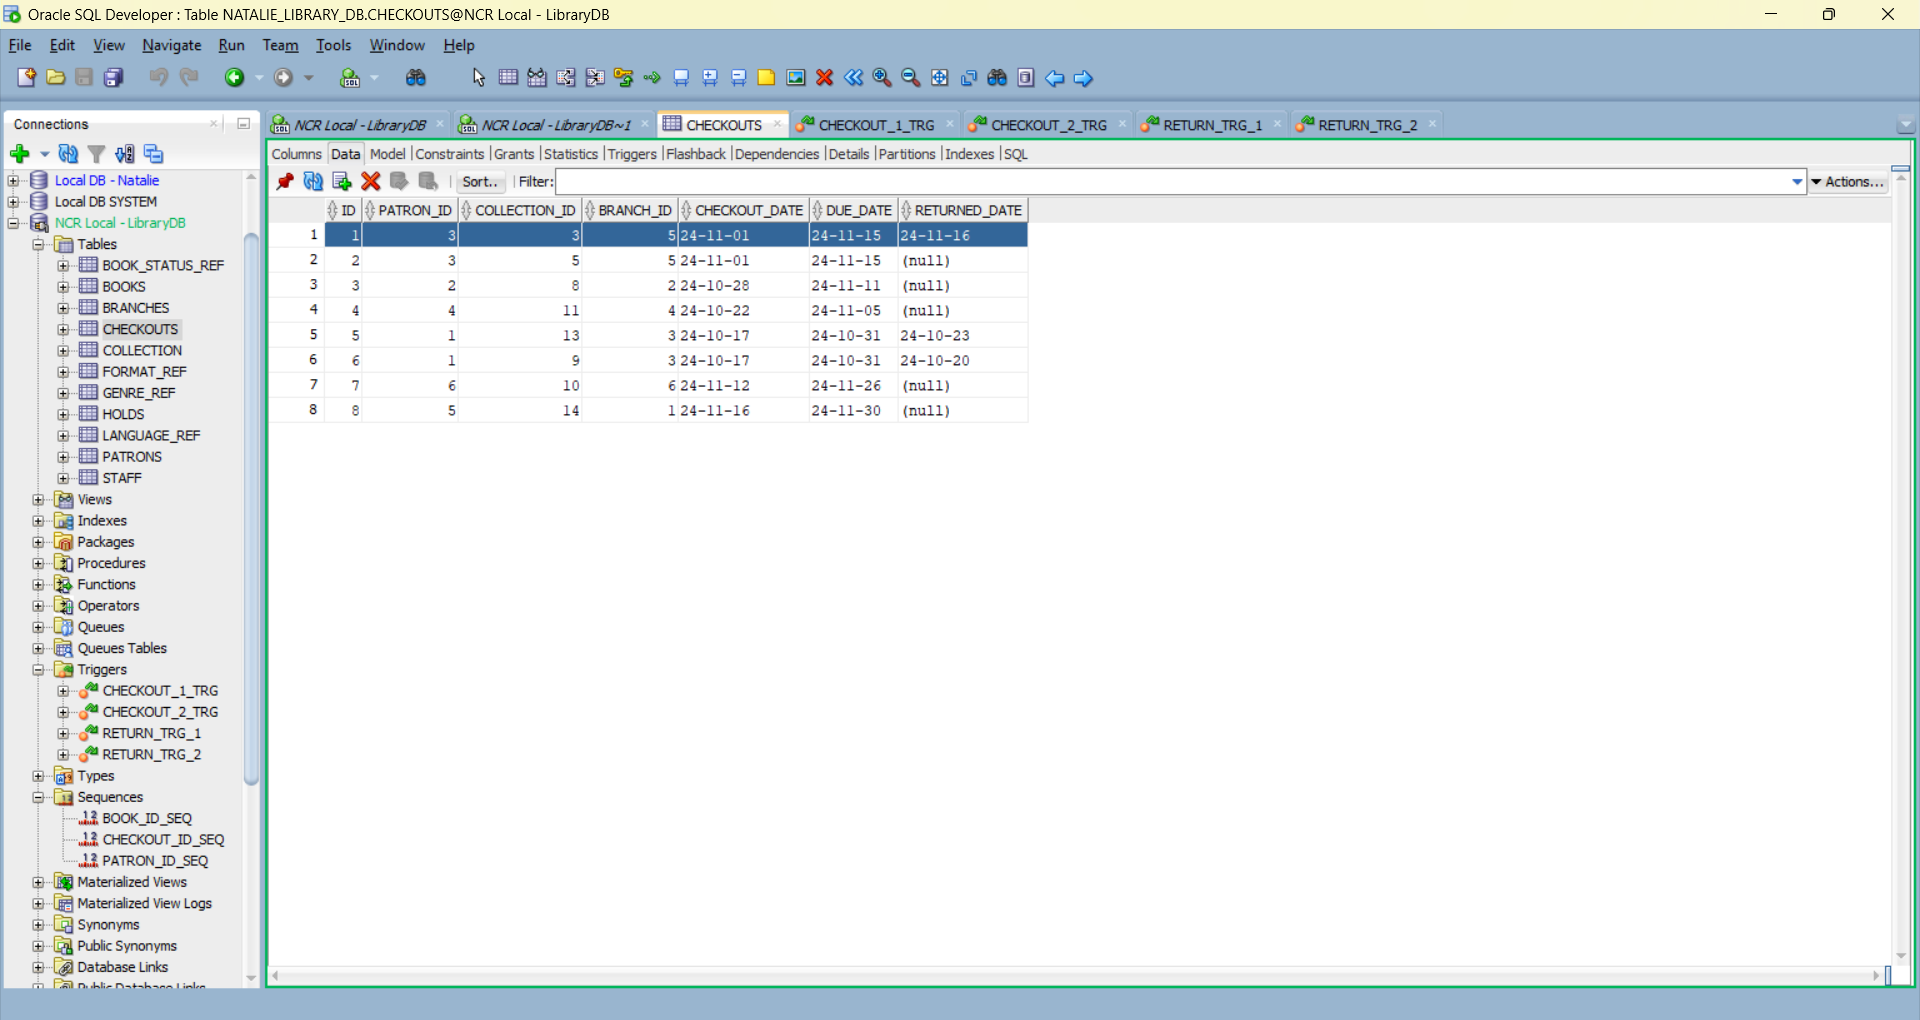 Oracle SQL Developer : Table NATALIE_LIBRARY_DB.CHECKOUTS@NCR Local - LibraryDB
File Edit View Navigate Run Team Tools Window Help
Connections
NCR Local -LibraryDB
NCR Local -LibraryDB~1
CHECKOUTS
CHECKOUT_1_TRG
CHECKOUT_2_TRG
RETURN_TRG_1
RETURN_TRG_2
Columns Data Model |Constraints |Grants |Statistics |Triggers |Flashback |Dependencies |Details |Partitions |Indexes |SQL
Sort.. Filter: Actions...
Local DB - Natalie
Local DB SYSTEM
NCR Local - LibraryDB
Tables
BOOK_STATUS_REF
BOOKS
BRANCHES
CHECKOUTS
COLLECTION
FORMAT_REF
GENRE_REF
HOLDS
LANGUAGE_REF
PATRONS
STAFF
Views
Indexes
Packages
Procedures
Functions
Operators
Queues
Queues Tables
Triggers
CHECKOUT_1_TRG
CHECKOUT_2_TRG
RETURN_TRG_1
RETURN_TRG_2
Types
Sequences
BOOK_ID_SEQ
CHECKOUT_ID_SEQ
PATRON_ID_SEQ
Materialized Views
Materialized View Logs
Synonyms
Public Synonyms
Database Links
Public Database Links
ID PATRON_ID COLLECTION_ID BRANCH_ID CHECKOUT_DATE DUE_DATE RETURNED_DATE
1 1 3 3 5 24-11-01 24-11-15 24-11-16
2 2 3 5 5 24-11-01 24-11-15 (null)
3 3 2 8 2 24-10-28 24-11-11 (null)
4 4 4 11 4 24-10-22 24-11-05 (null)
5 5 1 13 3 24-10-17 24-10-31 24-10-23
6 6 1 9 3 24-10-17 24-10-31 24-10-20
7 7 6 10 6 24-11-12 24-11-26 (null)
8 8 5 14 1 24-11-16 24-11-30 (null)